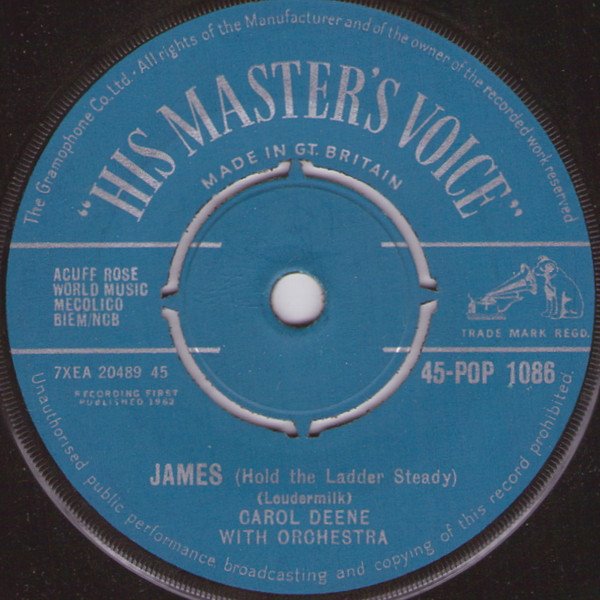 The Gramophone Co. Ltd. · All rights of the Manufacturer and of the owner of the recorded work reserved
"HIS MASTER'S VOICE"
MADE IN GT. BRITAIN
ACUFF ROSE
WORLD MUSIC
MECOLICO
BIEM/NCB
TRADE MARK REGD.
7XEA 20489 45
45-POP 1086
RECORDING FIRST
PUBLISHED 1962
JAMES (Hold the Ladder Steady)
(Loudermilk)
CAROL DEENE
WITH ORCHESTRA
Unauthorised public performance, broadcasting and copying of this record prohibited.